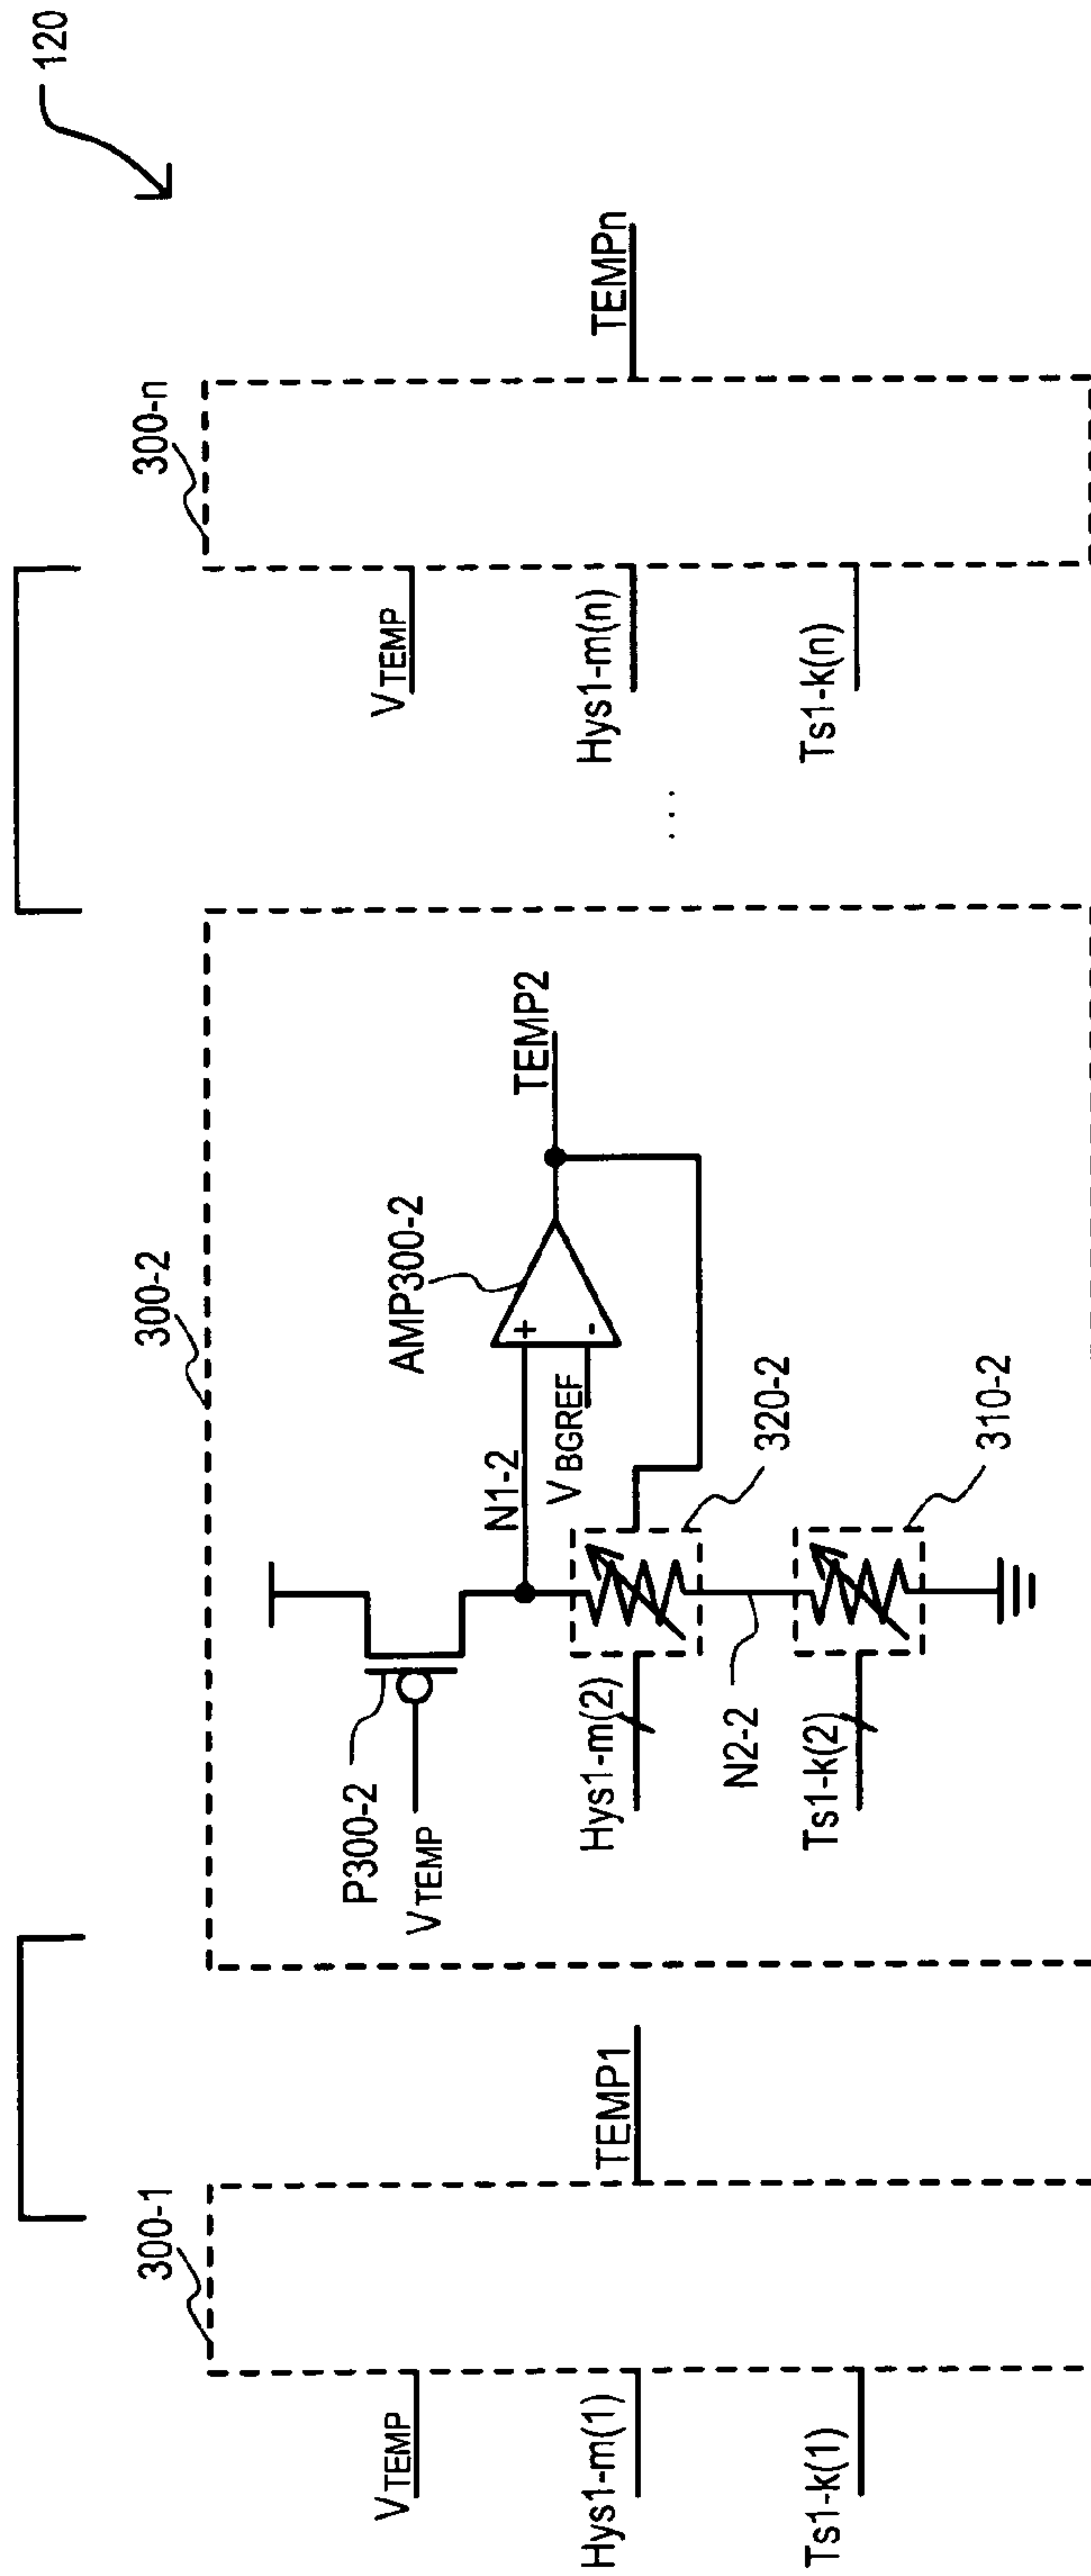 120
300-1
VTEMP
Hys1-m(1)
Ts1-k(1)
TEMP1
300-2
P300-2
VTEMP
Hys1-m(2)
N2-2
Ts1-k(2)
N1-2
VBGREF
AMP300-2
+
-
TEMP2
320-2
310-2
...
300-n
VTEMP
Hys1-m(n)
Ts1-k(n)
TEMPn